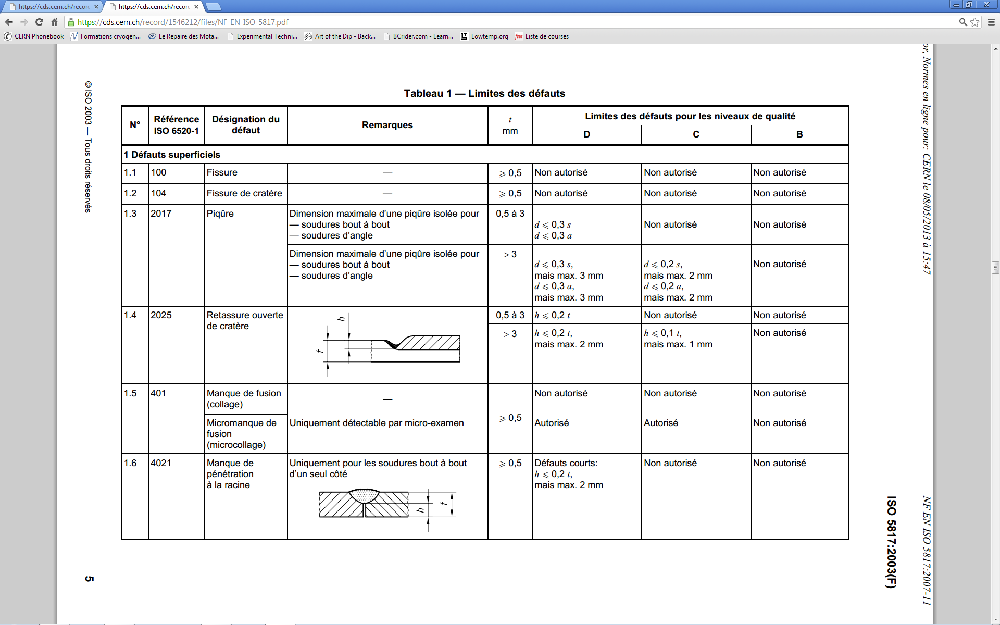 https://cds.cern.ch/recor
https://cds.cern.ch/recor
https://cds.cern.ch/record/1546212/files/NF_EN_ISO_5817.pdf
CERN Phonebook
Formations cryogén...
Le Repaire des Mota...
Experimental Techni...
Art of the Dip - Back...
BCrider.com - Learn...
LT Lowtemp.org
free Liste de courses
© ISO 2003 — Tous droits réservés
Tableau 1 — Limites des défauts
N° Référence ISO 6520-1 Désignation du défaut Remarques t mm Limites des défauts pour les niveaux de qualité
D C B
1 Défauts superficiels
1.1 100 Fissure — ⩾ 0,5 Non autorisé Non autorisé Non autorisé
1.2 104 Fissure de cratère — ⩾ 0,5 Non autorisé Non autorisé Non autorisé
1.3 2017 Piqûre Dimension maximale d'une piqûre isolée pour 0,5 à 3
— soudures bout à bout d ⩽ 0,3 s Non autorisé Non autorisé
— soudures d'angle d ⩽ 0,3 a
Dimension maximale d'une piqûre isolée pour > 3
— soudures bout à bout d ⩽ 0,3 s, d ⩽ 0,2 s, Non autorisé
— soudures d'angle mais max. 3 mm mais max. 2 mm
d ⩽ 0,3 a, d ⩽ 0,2 a,
mais max. 3 mm mais max. 2 mm
1.4 2025 Retassure ouverte h 0,5 à 3 h ⩽ 0,2 t Non autorisé Non autorisé
de cratère
> 3 h ⩽ 0,2 t, h ⩽ 0,1 t, Non autorisé
t mais max. 2 mm mais max. 1 mm
1.5 401 Manque de fusion — Non autorisé Non autorisé Non autorisé
(collage)
⩾ 0,5
Micromanque de Uniquement détectable par micro-examen Autorisé Autorisé Non autorisé
fusion
(microcollage)
1.6 4021 Manque de Uniquement pour les soudures bout à bout ⩾ 0,5 Défauts courts: Non autorisé Non autorisé
pénétration d'un seul côté h ⩽ 0,2 t,
à la racine mais max. 2 mm
h t
5
ISO 5817:2003(F)
or, Normes en ligne pour: CERN le 08/05/2013 à 15:47
NF EN ISO 5817:2007-11